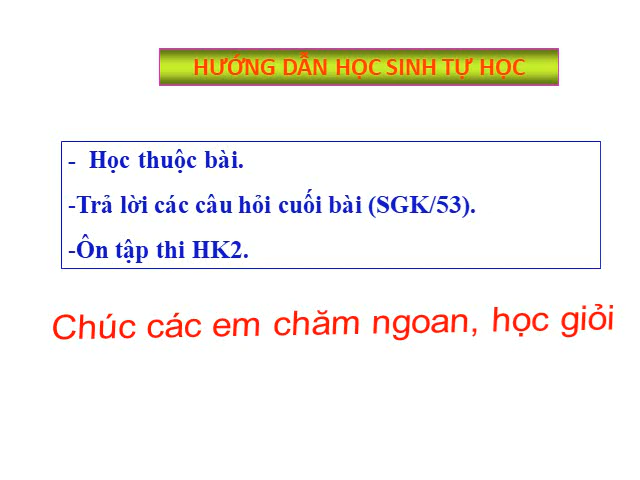 HƯỚNG DẪN HỌC SINH TỰ HỌC
- Học thuộc bài.
-Trả lời các câu hỏi cuối bài (SGK/53).
-Ôn tập thi HK2.
Chúc các em chăm ngoan, học giỏi